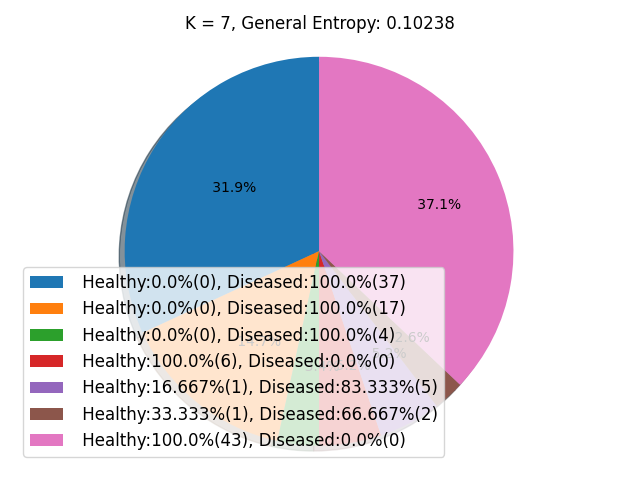 K = 7, General Entropy: 0.10238
31.9%
37.1%
Healthy:0.0%(0), Diseased:100.0%(37)
Healthy:0.0%(0), Diseased:100.0%(17)
Healthy:0.0%(0), Diseased:100.0%(4)
Healthy:100.0%(6), Diseased:0.0%(0)
Healthy:16.667%(1), Diseased:83.333%(5)
Healthy:33.333%(1), Diseased:66.667%(2)
Healthy:100.0%(43), Diseased:0.0%(0)
2.6%